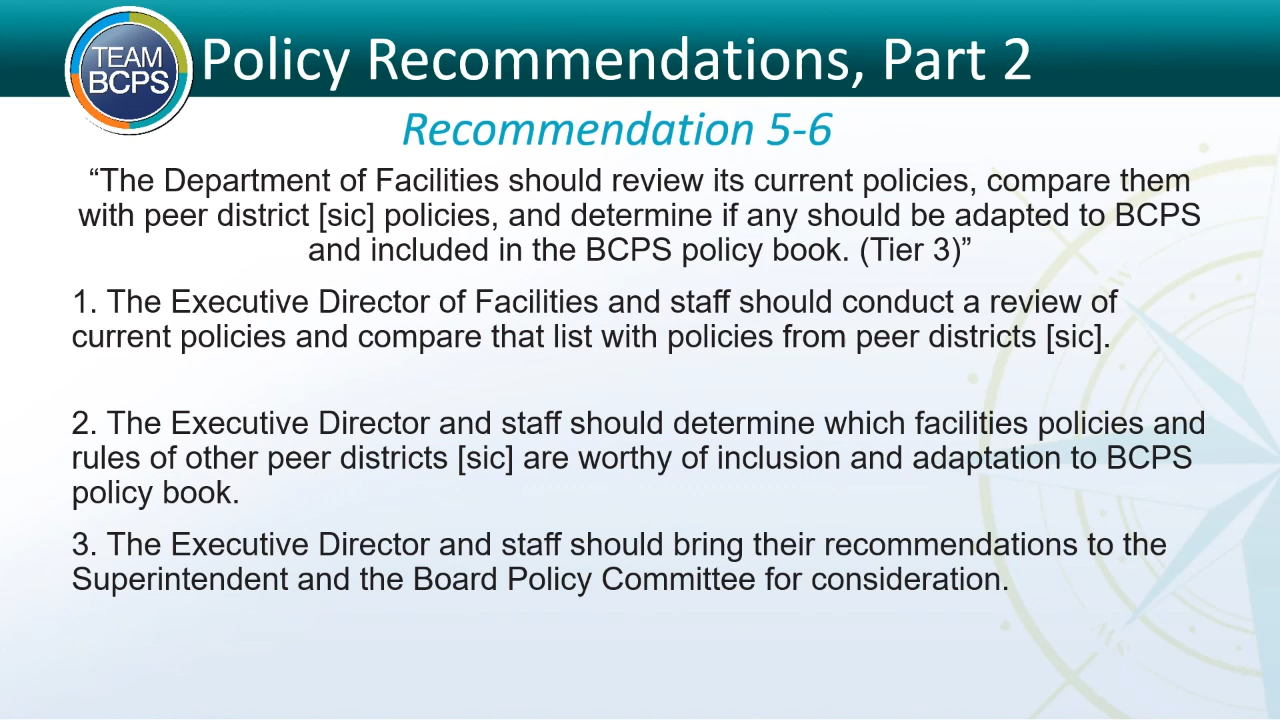 TEAM
BCPS
Policy Recommendations, Part 2
Recommendation 5-6
“The Department of Facilities should review its current policies, compare them
with peer district [sic] policies, and determine if any should be adapted to BCPS
and included in the BCPS policy book. (Tier 3)”
1. The Executive Director of Facilities and staff should conduct a review of
current policies and compare that list with policies from peer districts [sic].
2. The Executive Director and staff should determine which facilities policies and
rules of other peer districts [sic] are worthy of inclusion and adaptation to BCPS
policy book.
3. The Executive Director and staff should bring their recommendations to the
Superintendent and the Board Policy Committee for consideration.